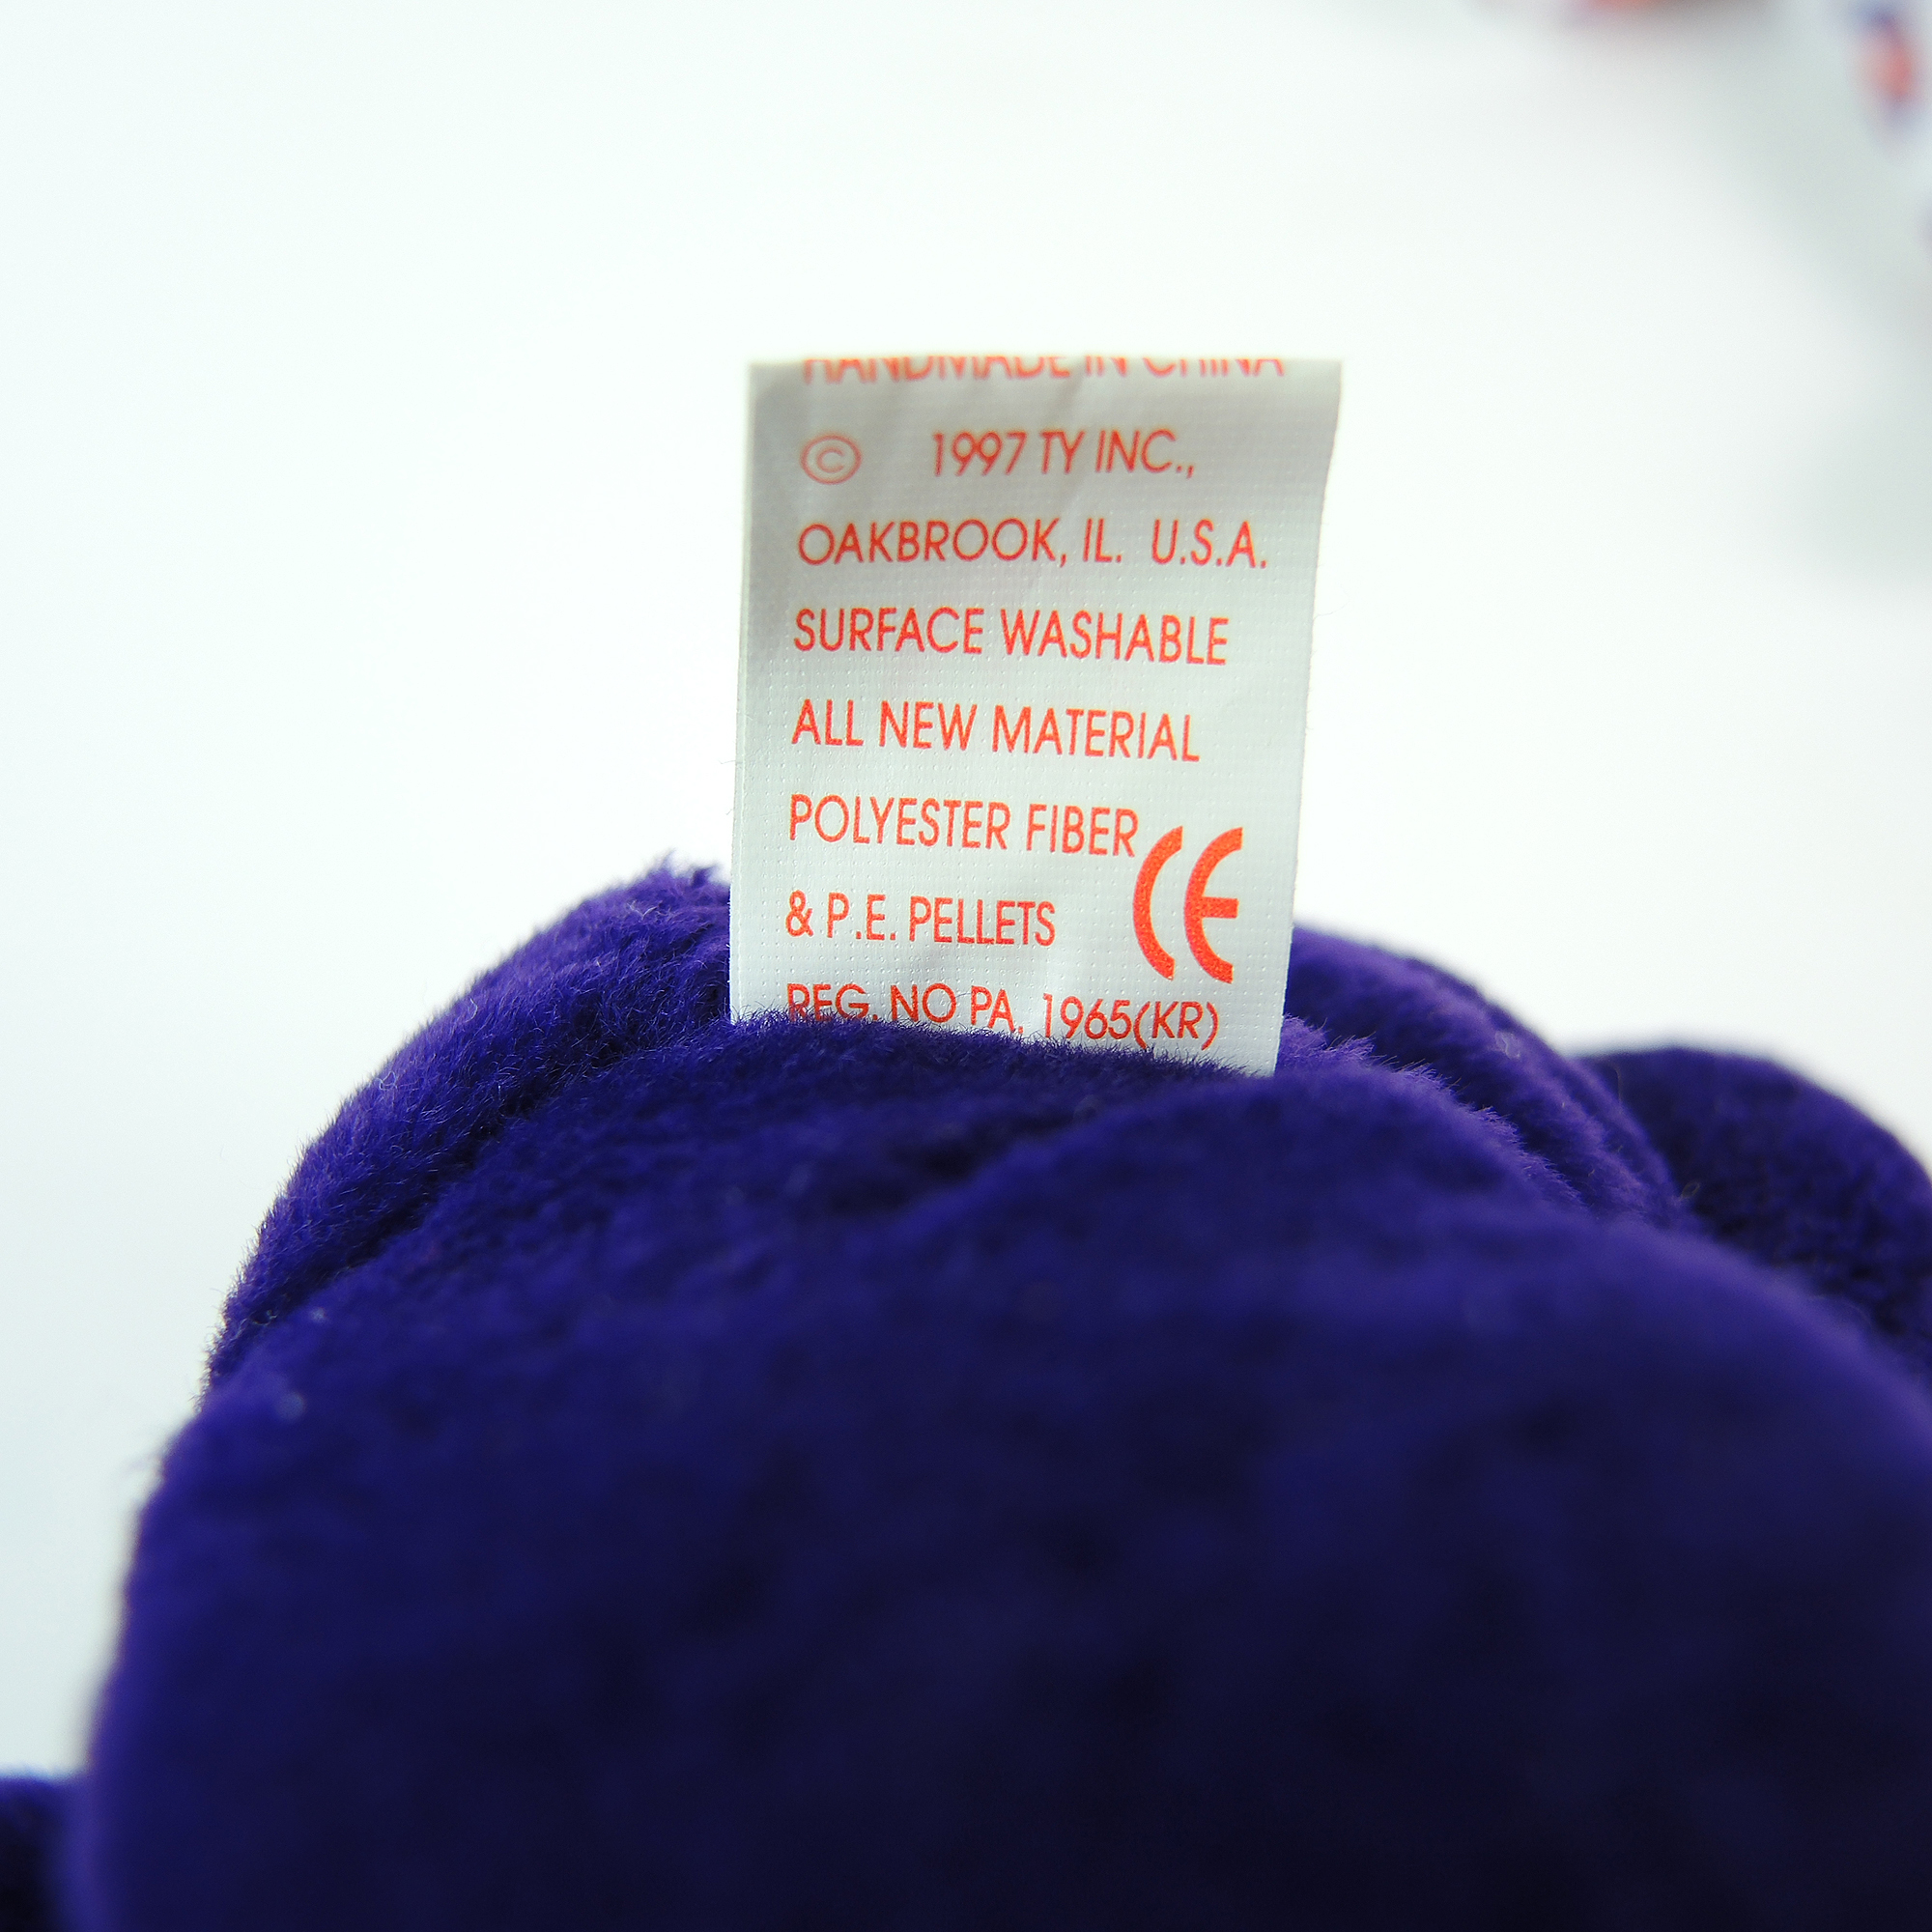 HANDMADE IN CHINA
© 1997 TY INC.,
OAKBROOK, IL. U.S.A.
SURFACE WASHABLE
ALL NEW MATERIAL
POLYESTER FIBER
& P.E. PELLETS
CE
REG. NO PA. 1965(KR)